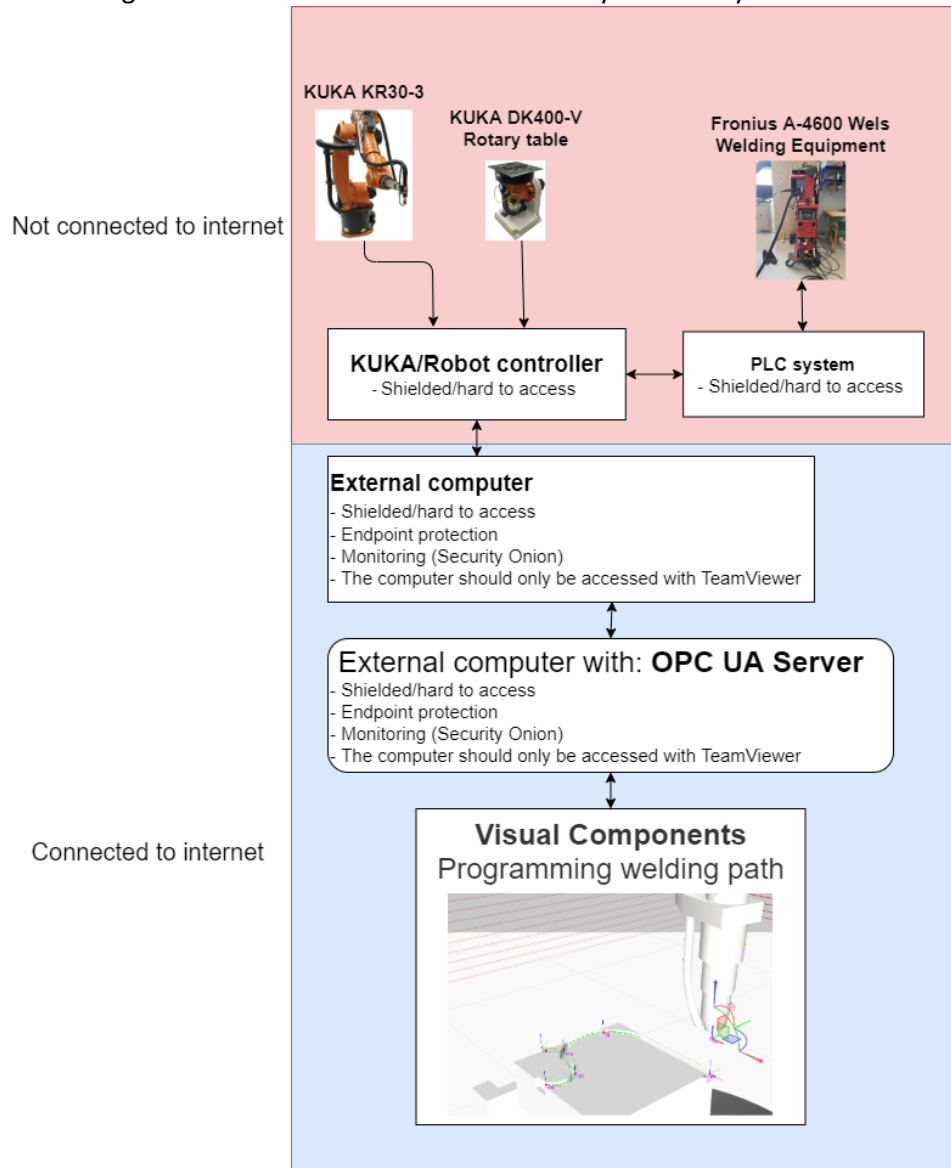 KUKA KR30-3
KUKA DK400-V
Rotary table
Fronius A-4600 Wels
Welding Equipment
Not connected to internet
KUKA/Robot controller
- Shielded/hard to access
PLC system
- Shielded/hard to access
External computer
- Shielded/hard to access
- Endpoint protection
- Monitoring (Security Onion)
- The computer should only be accessed with TeamViewer
External computer with: OPC UA Server
- Shielded/hard to access
- Endpoint protection
- Monitoring (Security Onion)
- The computer should only be accessed with TeamViewer
Connected to internet
Visual Components
Programming welding path